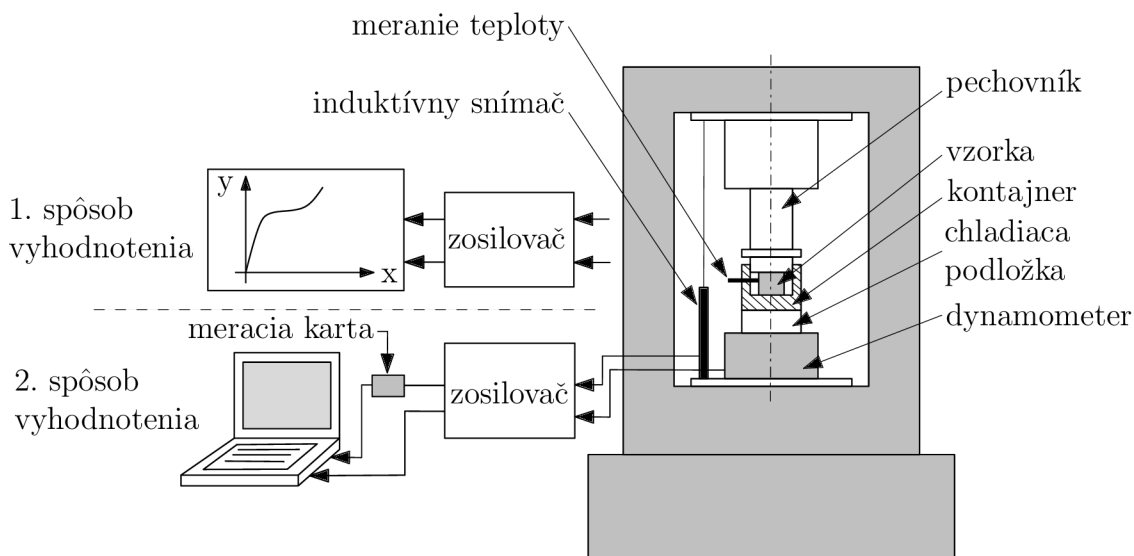 meranie teploty
induktívny snímač
pechovník
vzorka
kontajner
chladiaca
podložka
dynamometer
1. spôsob
vyhodnotenia
y
x
zosilovač
meracia karta
2. spôsob
vyhodnotenia
zosilovač